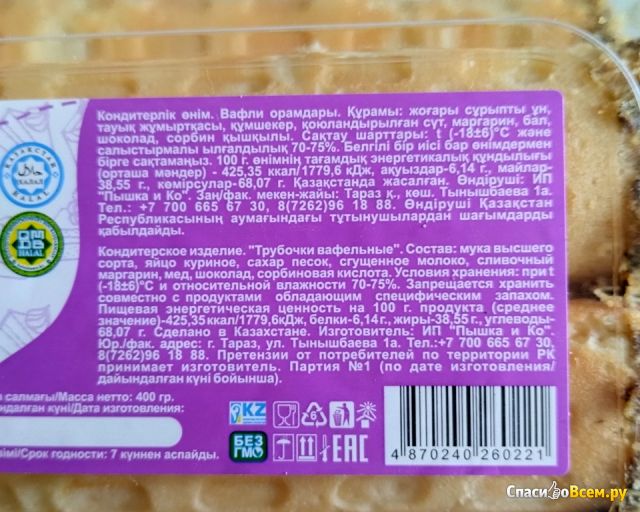 Кондитерлік өнім. Вафли орамдары. Құрамы: жоғары сұрыпты ұн,
тауық жұмыртқасы, құмшекер, қоюландырылған сүт, маргарин, бал,
шоколад, сорбин қышқылы. Сақтау шарттары: t (-18±6)°С және
салыстырмалы ылғалдылық 70-75%. Белгілі бір иісі бар өнімдермен
бірге сақтамаңыз. 100 г. өнімнің тағамдық энергетикалық құндылығы
(орташа мәндер) - 425,35 ккал/1779,6 кДж, ақуыздар-6,14 г., майлар-
38,55 г., көмірсулар-68,07 г. Қазақстанда жасалған. Өндіруші: ИП
"Пышка и Ко". Заң/фак. мекен-жайы: Тараз қ., көш. Тынышбаева 1а.
Тел.: +7 700 665 67 30, 8(7262)96 18 88. Өндіруші Қазақстан
Республикасының аумағындағы тұтынушылардан шағымдарды
қабылдайды.
Кондитерское изделие. "Трубочки вафельные". Состав: мука высшего
сорта, яйцо куриное, сахар песок, сгущенное молоко, сливочный
маргарин, мед, шоколад, сорбиновая кислота. Условия хранения: при t
(-18±6)°С и относительной влажности 70-75%. Запрещается хранить
совместно с продуктами обладающим специфическим запахом.
Пищевая энергетическая ценность на 100 г. продукта (среднее
значение)-425,35ккал/1779,6кДж, белки-6,14г., жиры-38,55г., углеводы-
68,07 г. Сделано в Казахстане. Изготовитель: ИП "Пышка и Ко".
Юр./фак. адрес: г. Тараз, ул. Тынышбаева 1а. Тел.:+7 700 665 67 30,
8(7262)96 18 88. Претензии от потребителей по территории РК
принимает изготовитель. Партия №1 (по дате изготовления/
дайындалған күні бойынша).
салмағы/Масса нетто: 400 гр.
күні/Дата изготовления:
Срок годности: 7 күннен аспайды.
KZ
БЕЗ ГМО
EAC
4 870240 260221
HALAL
СпасибоВсем.ру